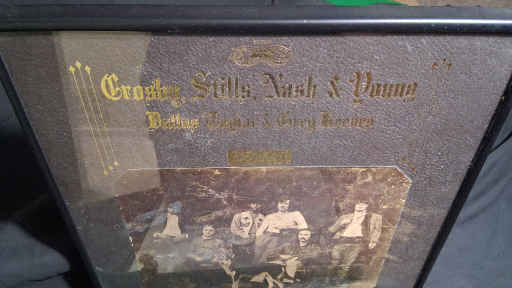 Crosby, Stills, Nash & Young
Dallas Taylor & Greg Reeves